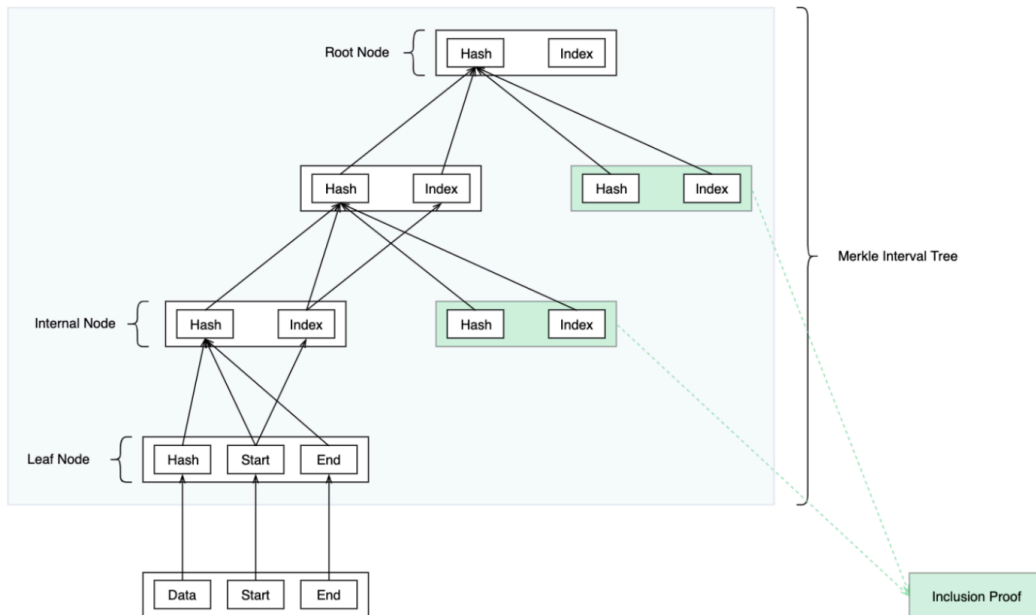 Root Node
Hash
Index
Hash
Index
Hash
Index
Merkle Interval Tree
Internal Node
Hash
Index
Hash
Index
Leaf Node
Hash
Start
End
Data
Start
End
Inclusion Proof